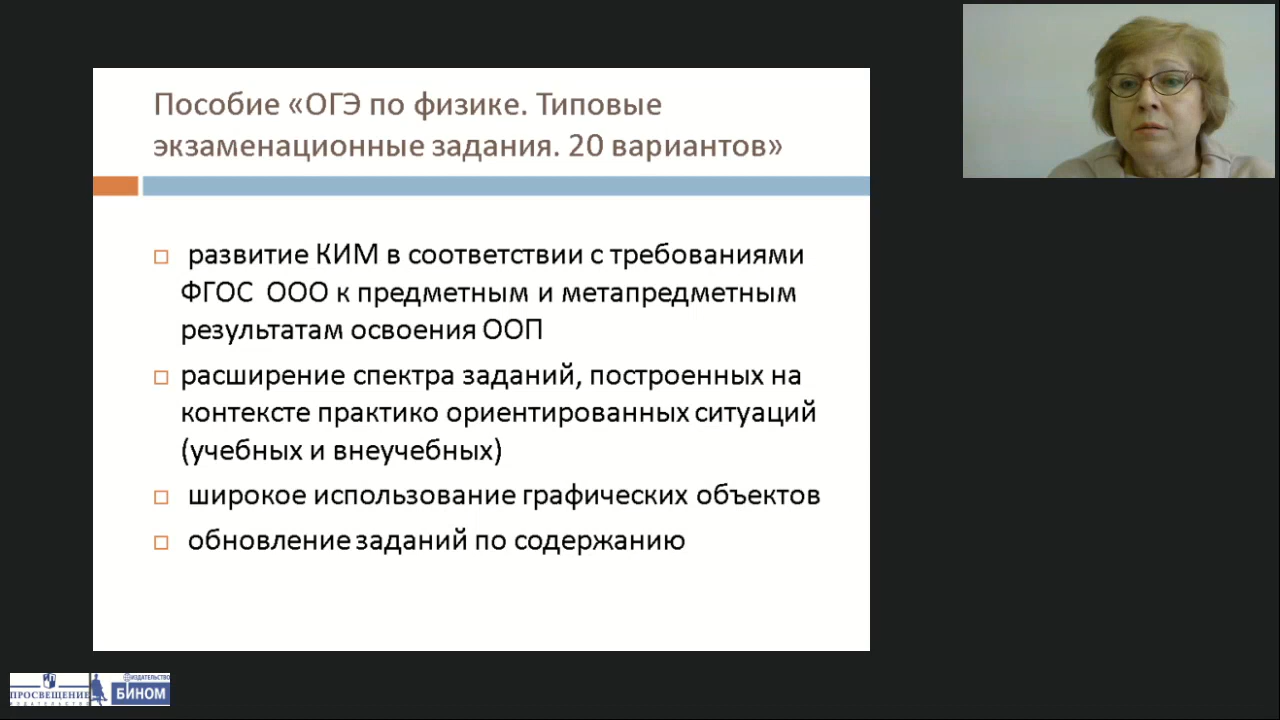 Пособие «ОГЭ по физике. Типовые
экзаменационные задания. 20 вариантов»
развитие КИМ в соответствии с требованиями
ФГОС ООО к предметным и метапредметным
результатам освоения ООП
расширение спектра заданий, построенных на
контексте практико ориентированных ситуаций
(учебных и внеучебных)
широкое использование графических объектов
обновление заданий по содержанию
ПРОСВЕЩЕНИЕ
ИЗДАТЕЛЬСТВО
ИЗДАТЕЛЬСТВО
БИНОМ